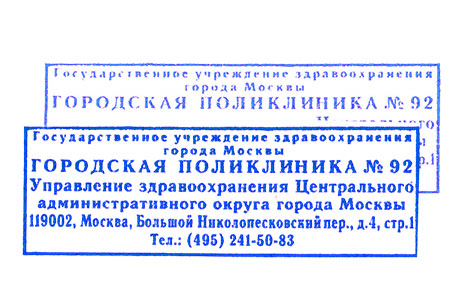 Государственное учреждение здравоохранения
города Москвы
ГОРОДСКАЯ ПОЛИКЛИНИКА № 92
Государственное учреждение здравоохранения
города Москвы
ГОРОДСКАЯ ПОЛИКЛИНИКА № 92
Управление здравоохранения Центрального
административного округа города Москвы
119002, Москва, Большой Николопесковский пер., д.4, стр.1
Тел.: (495) 241-50-83